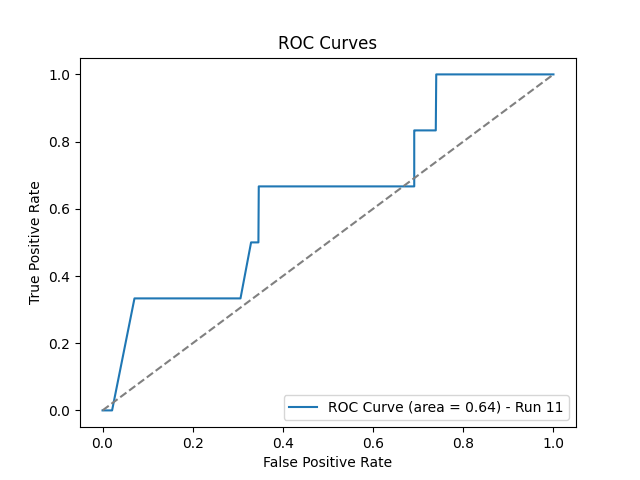 ROC Curves
True Positive Rate
1.0
0.8
0.6
0.4
0.2
0.0
0.0 0.2 0.4 0.6 0.8 1.0
False Positive Rate
ROC Curve (area = 0.64) - Run 11